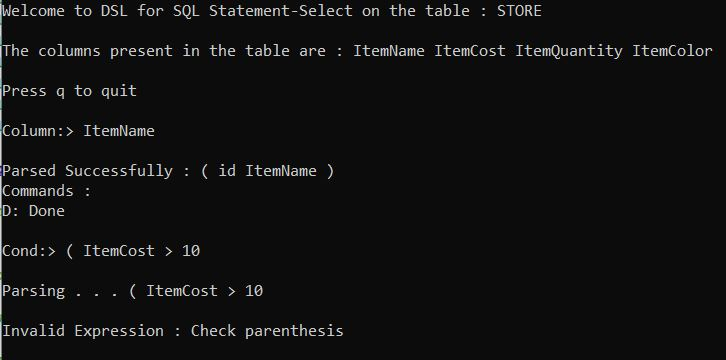 Welcome to DSL for SQL Statement-Select on the table : STORE
The columns present in the table are : ItemName ItemCost ItemQuantity ItemColor
Press q to quit
Column:> ItemName
Parsed Successfully : ( id ItemName )
Commands :
D: Done
Cond:> ( ItemCost > 10
Parsing . . . ( ItemCost > 10
Invalid Expression : Check parenthesis